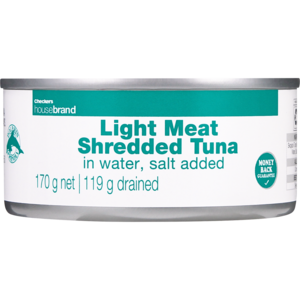 Checkers
housebrand
Light Meat
Shredded Tuna
in water, salt added
170 g net | 119 g drained
MONEY
BACK
GUARANTEE